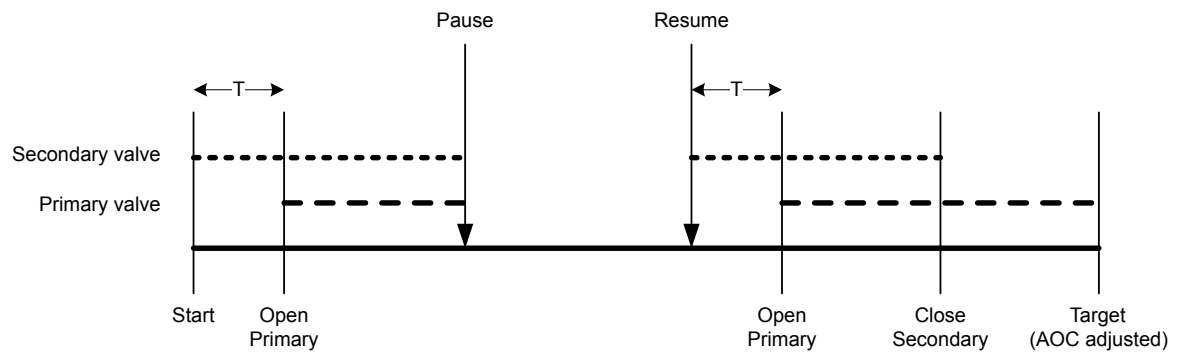 Pause
Resume
T
T
Secondary valve
Primary valve
Start
Open
Primary
Open
Primary
Close
Secondary
Target
(AOC adjusted)